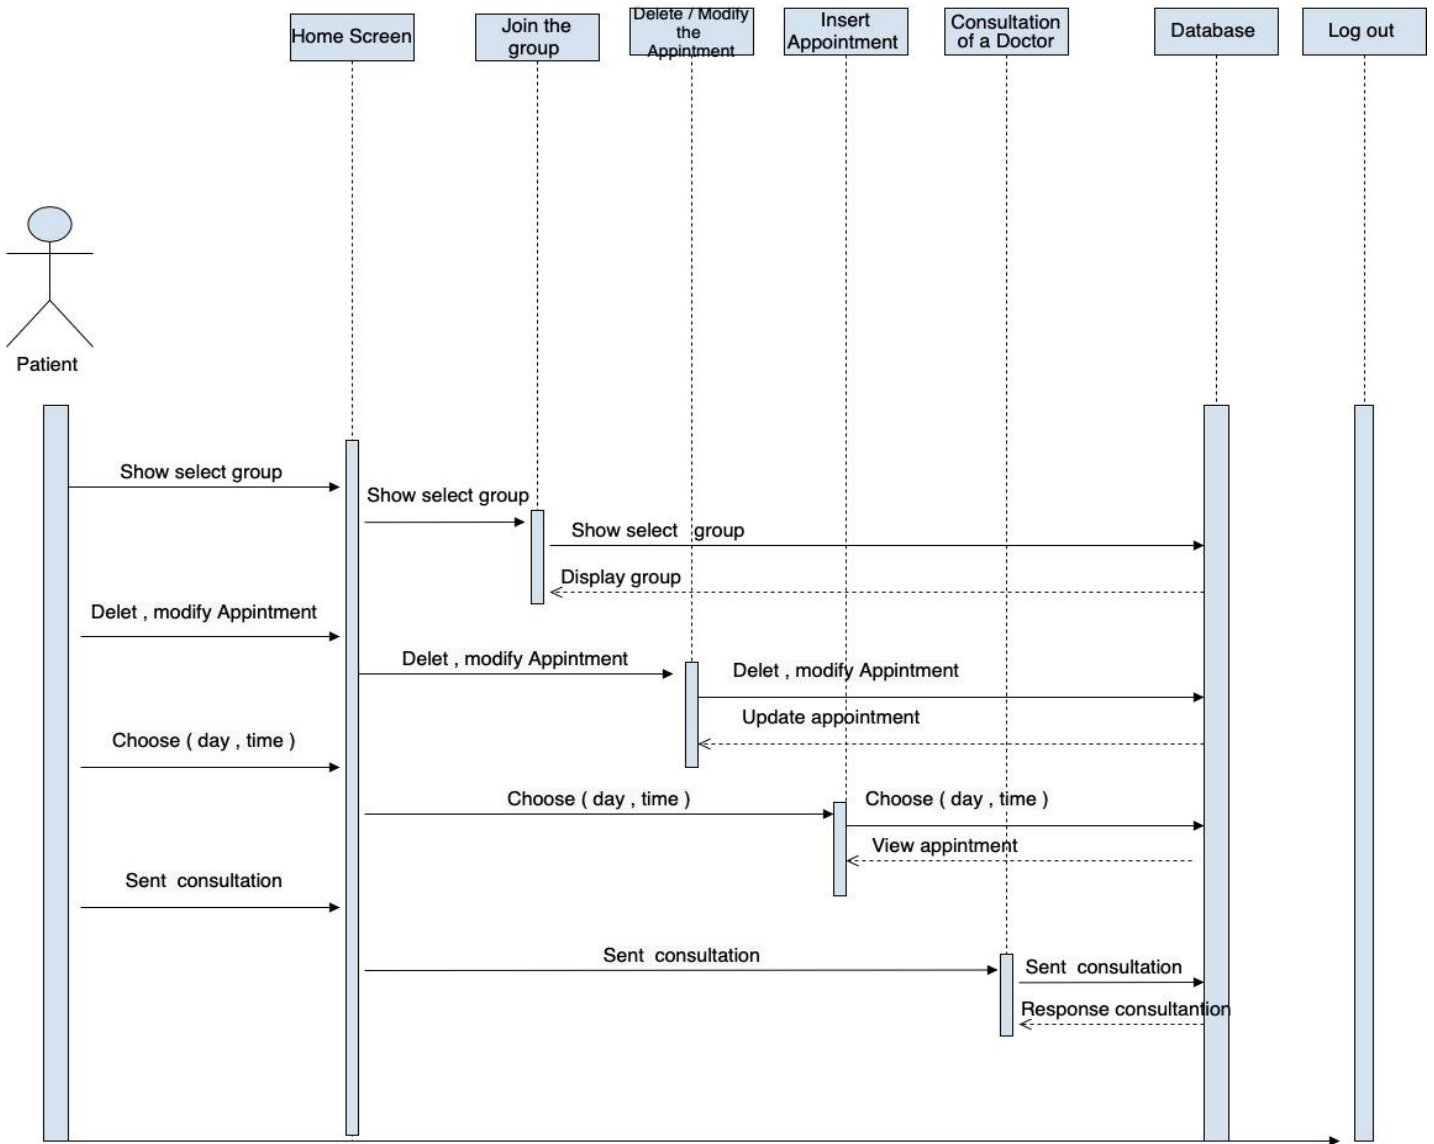 Home Screen
Join the
group
Delete / Modify
the
Appintment
Insert
Appointment
Consultation
of a Doctor
Database
Log out
Patient
Show select group
Show select group
Show select group
Display group
Delet , modify Appintment
Delet , modify Appintment
Delet , modify Appintment
Update appointment
Choose ( day , time )
Choose ( day , time )
Choose ( day , time )
View appintment
Sent consultation
Sent consultation
Sent consultation
Response consultantion